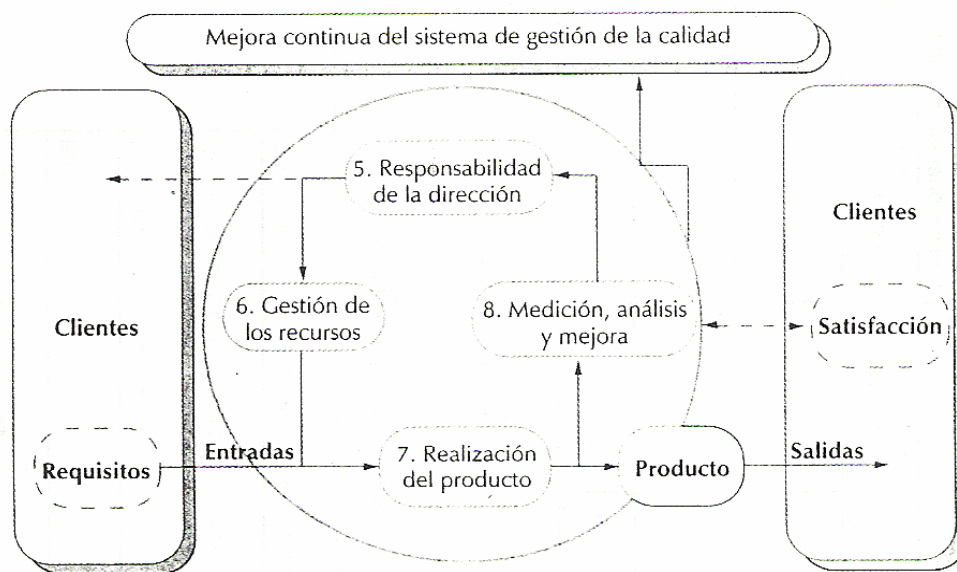 Mejora continua del sistema de gestión de la calidad
5. Responsabilidad
de la dirección
Clientes
6. Gestión de
los recursos
8. Medición, análisis
y mejora
Clientes
Satisfacción
Requisitos
Entradas
7. Realización
del producto
Producto
Salidas